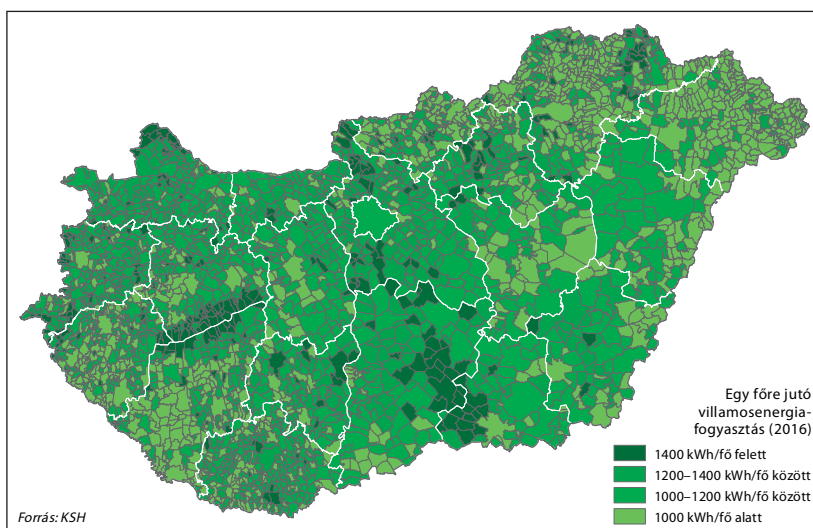 Egy főre jutó
villamosenergia-
fogyasztás (2016)
1400 kWh/fő felett
1200–1400 kWh/fő között
1000–1200 kWh/fő között
1000 kWh/fő alatt
Forrás: KSH